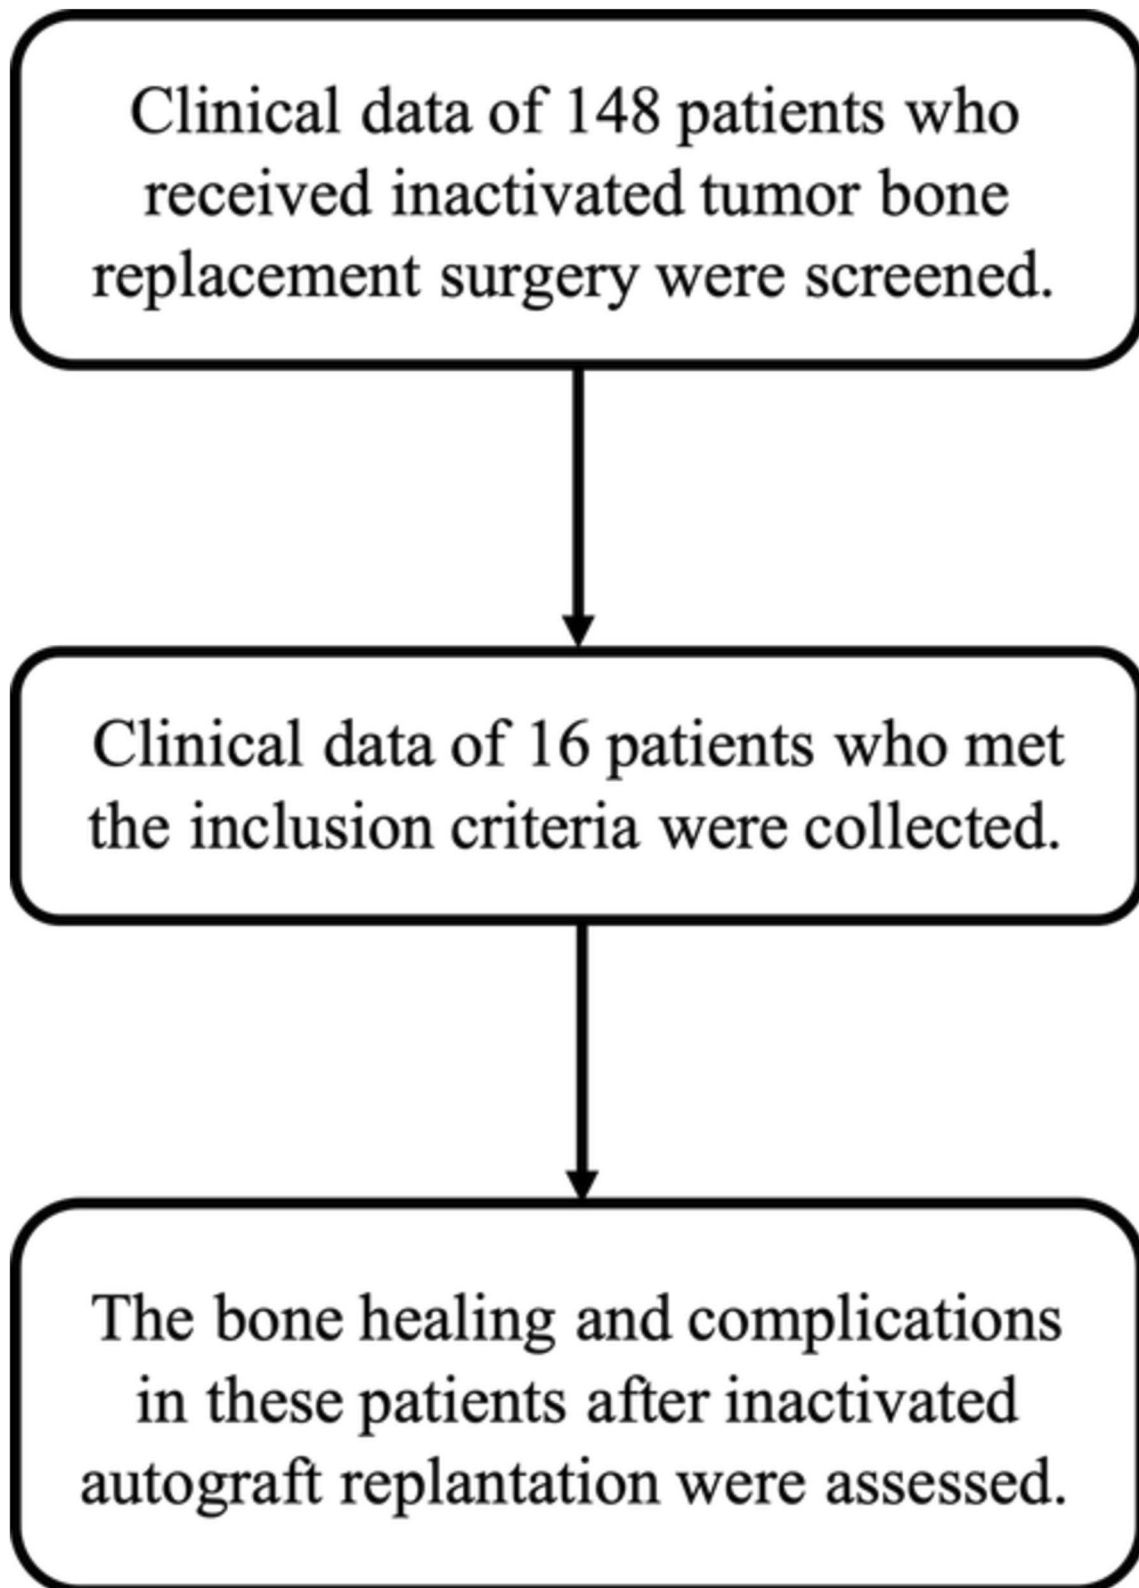 Clinical data of 148 patients who
received inactivated tumor bone
replacement surgery were screened.
Clinical data of 16 patients who met
the inclusion criteria were collected.
The bone healing and complications
in these patients after inactivated
autograft replantation were assessed.